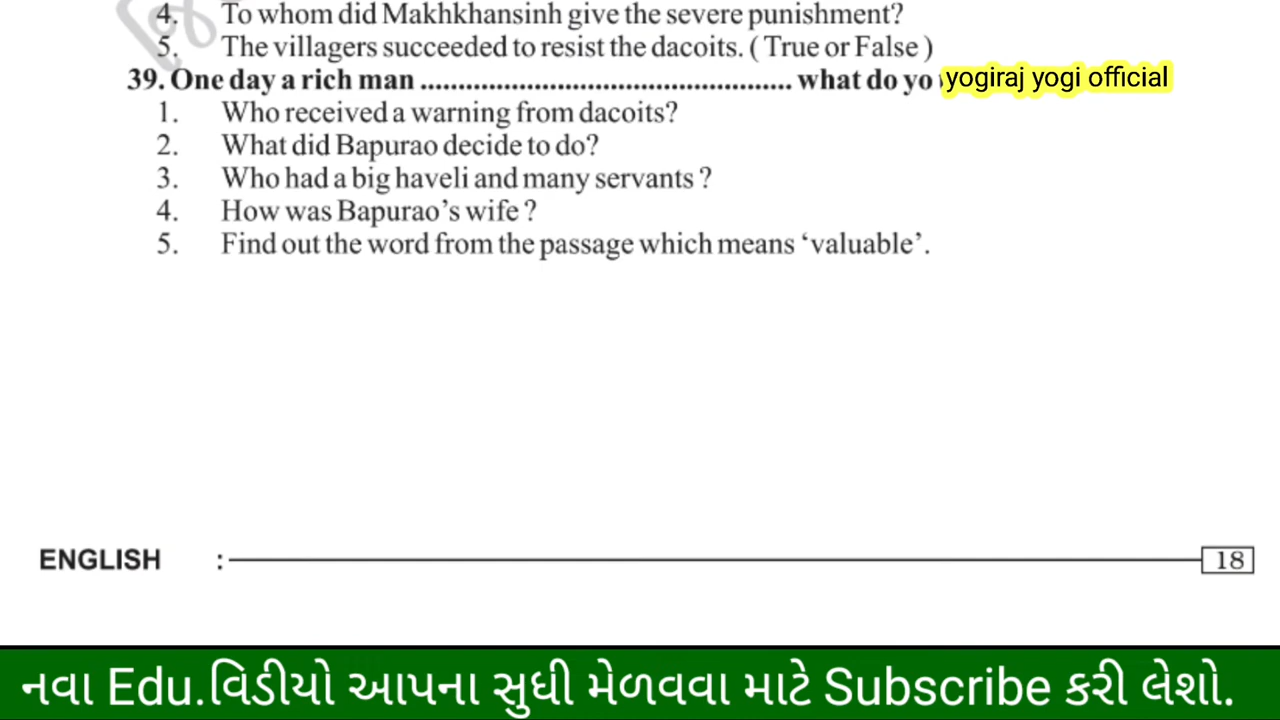 4. To whom did Makhkhansinh give the severe punishment?
5. The villagers succeeded to resist the dacoits. ( True or False )
39. One day a rich man ................................................. what do yo yogiraj yogi official
1. Who received a warning from dacoits?
2. What did Bapurao decide to do?
3. Who had a big haveli and many servants ?
4. How was Bapurao’s wife ?
5. Find out the word from the passage which means ‘valuable’.
ENGLISH : 18
નવા Edu.વિડીયો આપના સુધી મેળવવા માટે Subscribe કરી લેશો.